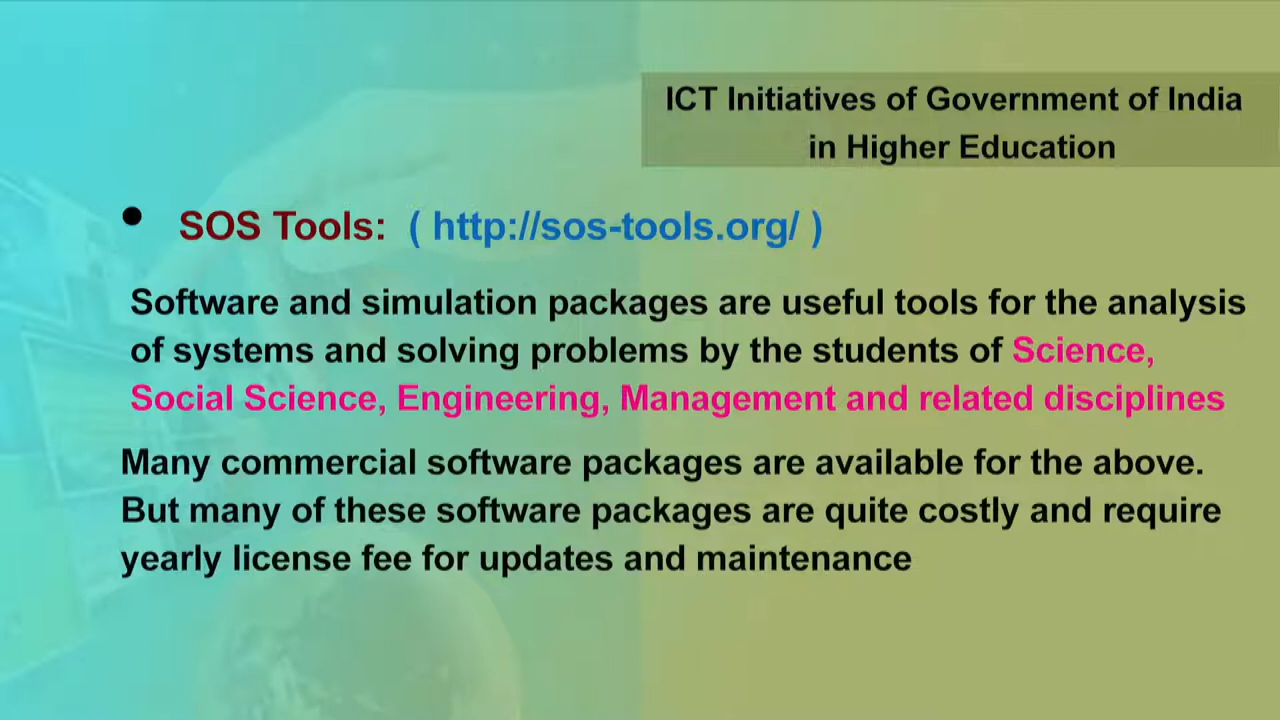 ICT Initiatives of Government of India
in Higher Education
• SOS Tools: ( http://sos-tools.org/ )
Software and simulation packages are useful tools for the analysis
of systems and solving problems by the students of Science,
Social Science, Engineering, Management and related disciplines
Many commercial software packages are available for the above.
But many of these software packages are quite costly and require
yearly license fee for updates and maintenance